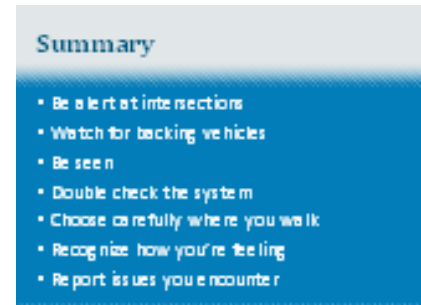 Summary
• Be alert at intersections
• Watch for backing vehicles
• Be seen
• Double check the system
• Choose carefully where you walk
• Recognize how you're feeling
• Report issues you encounter